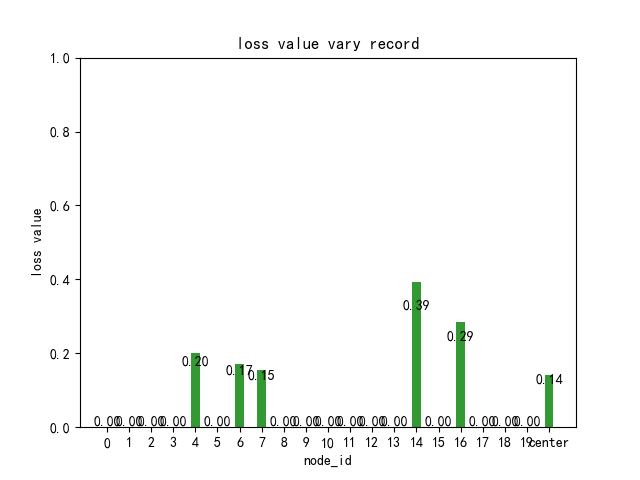 loss value vary record
1.0
0.8
0.6
0.4
0.2
0.0
loss value
0.00 0.00 0.00 0.00 0.20 0.00 0.17 0.15 0.00 0.00 0.00 0.00 0.00 0.00 0.39 0.00 0.29 0.00 0.00 0.00 0.14
0 1 2 3 4 5 6 7 8 9 10 11 12 13 14 15 16 17 18 19 center
node_id